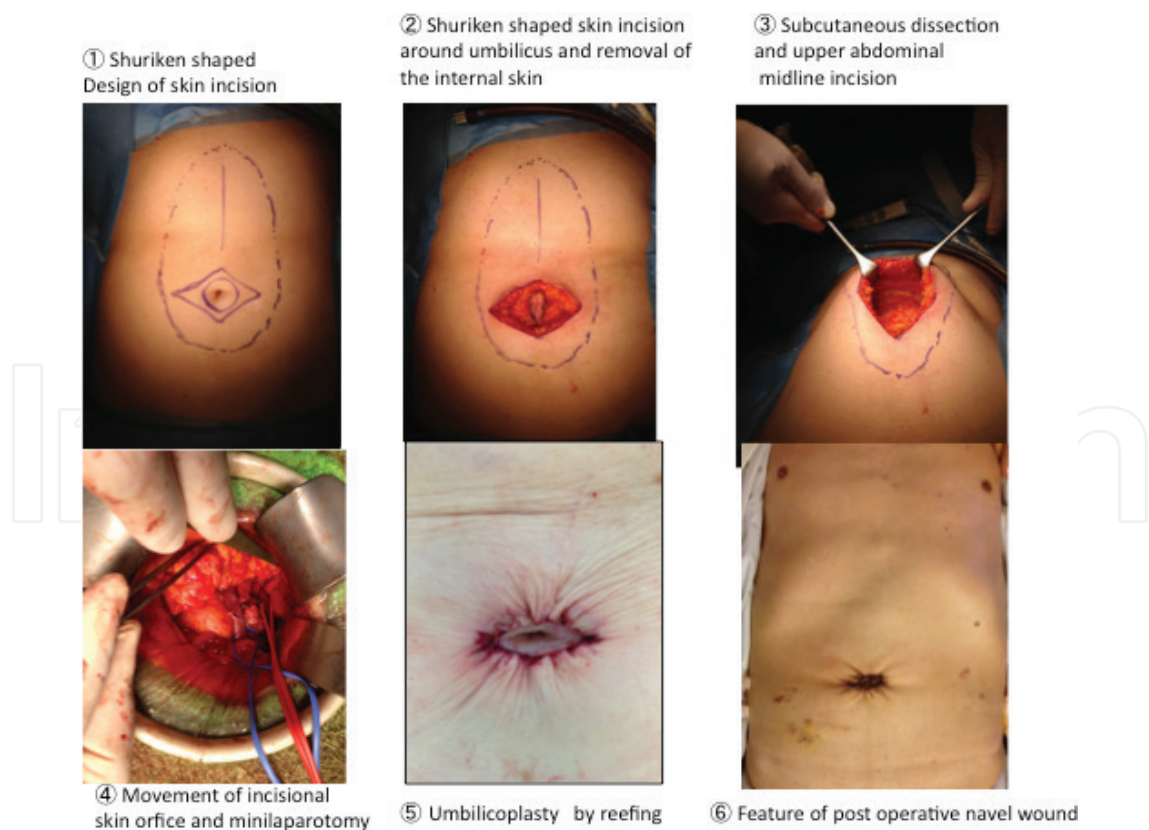 ① Shuriken shaped
Design of skin incision
② Shuriken shaped skin incision
around umbilicus and removal of
the internal skin
③ Subcutaneous dissection
and upper abdominal
midline incision
④ Movement of incisional
skin orfice and minilaparotomy
⑤ Umbilicoplasty by reefing
⑥ Feature of post operative navel wound